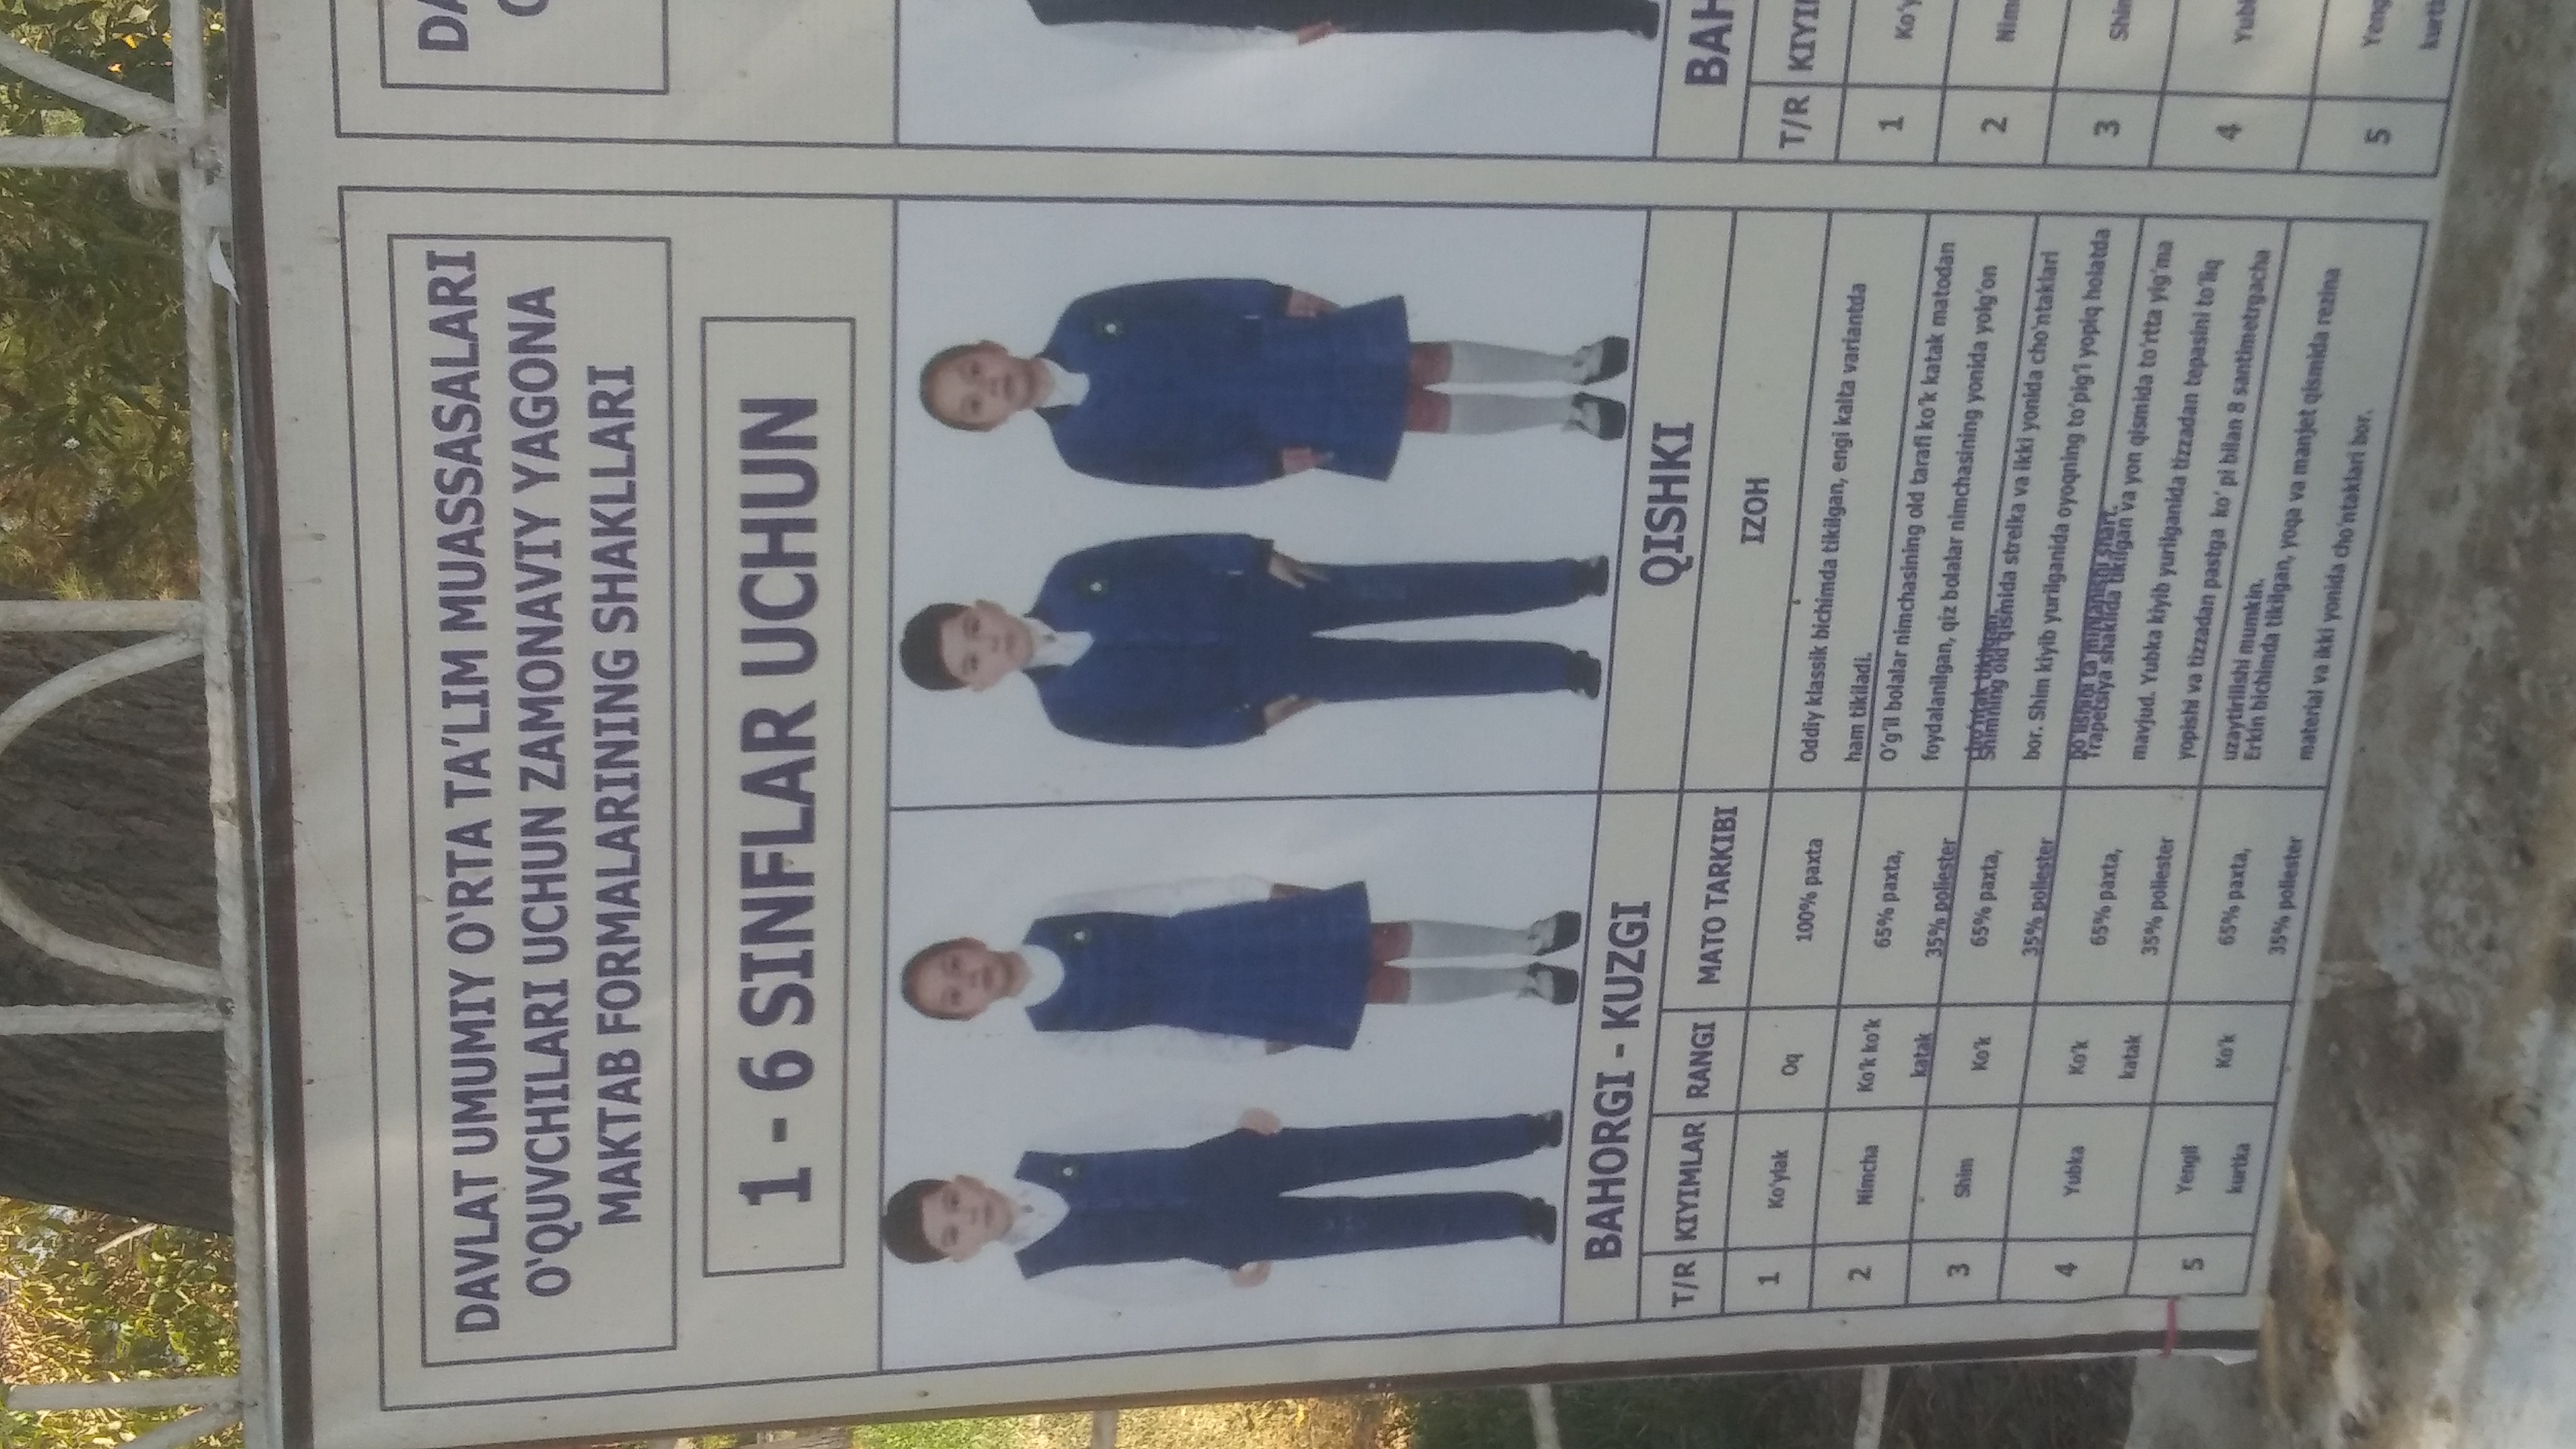 DAVLAT UMUMIY O‘RTA TA’LIM MUASSASALARI
O‘QUVCHILARI UCHUN ZAMONAVIY YAGONA
MAKTAB FORMALARINING SHAKLLARI
1 - 6 SINFLAR UCHUN
BAHORGI - KUZGI
QISHKI
T/R KIYIMLAR RANGI MATO TARKIBI IZOH
1 Ko‘ylak Oq 100% paxta
Oddiy klassik bichimda tikilgan, engi kalta variantda
ham tikiladi.
2 Nimcha Ko‘k ko‘k
katak
65% paxta,
35% poliester
O‘g‘il bolalar nimchasining old tarafi ko‘k katak matodan
foydalanilgan, qiz bolalar nimchasining yonida yolg‘on
cho‘ntak tikilgan.
3 Shim Ko‘k 65% paxta,
35% poliester
Shimning old qismida strelka va ikki yonida cho‘ntaklari
bor. Shim kiyib yurilganida oyoqning to‘pig‘i yopiq holatda
bo‘lishini ta’minlanishi shart.
4 Yubka Ko‘k
katak
65% paxta,
35% poliester
Trapetsiya shaklida tikilgan va yon qismida to‘rtta yig‘ma
mavjud. Yubka kiyib yurilganida tizzadan tepasini to‘liq
yopishi va tizzadan pastga ko‘ pi bilan 8 santimetrgacha
uzaytirilishi mumkin.
5 Yengil
kurtka
Ko‘k 65% paxta,
35% poliester
Erkin bichimda tikilgan, yoqa va manjet qismida rezina
material va ikki yonida cho‘ntaklari bor.
DA
BAH
T/R KIYI
1 Ko‘y
2 Nim
3 Shim
4 Yub
5 Yeng
kurt